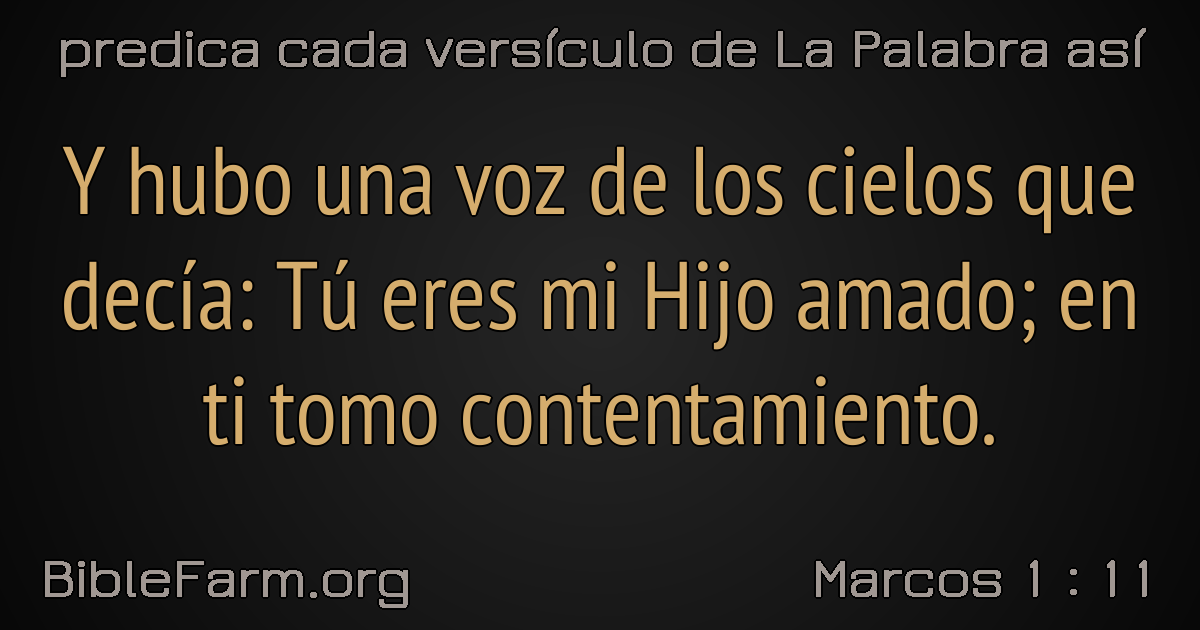 predica cada versículo de La Palabra así
Y hubo una voz de los cielos que
decía: Tú eres mi Hijo amado; en
ti tomo contentamiento.
BibleFarm.org
Marcos 1 : 11